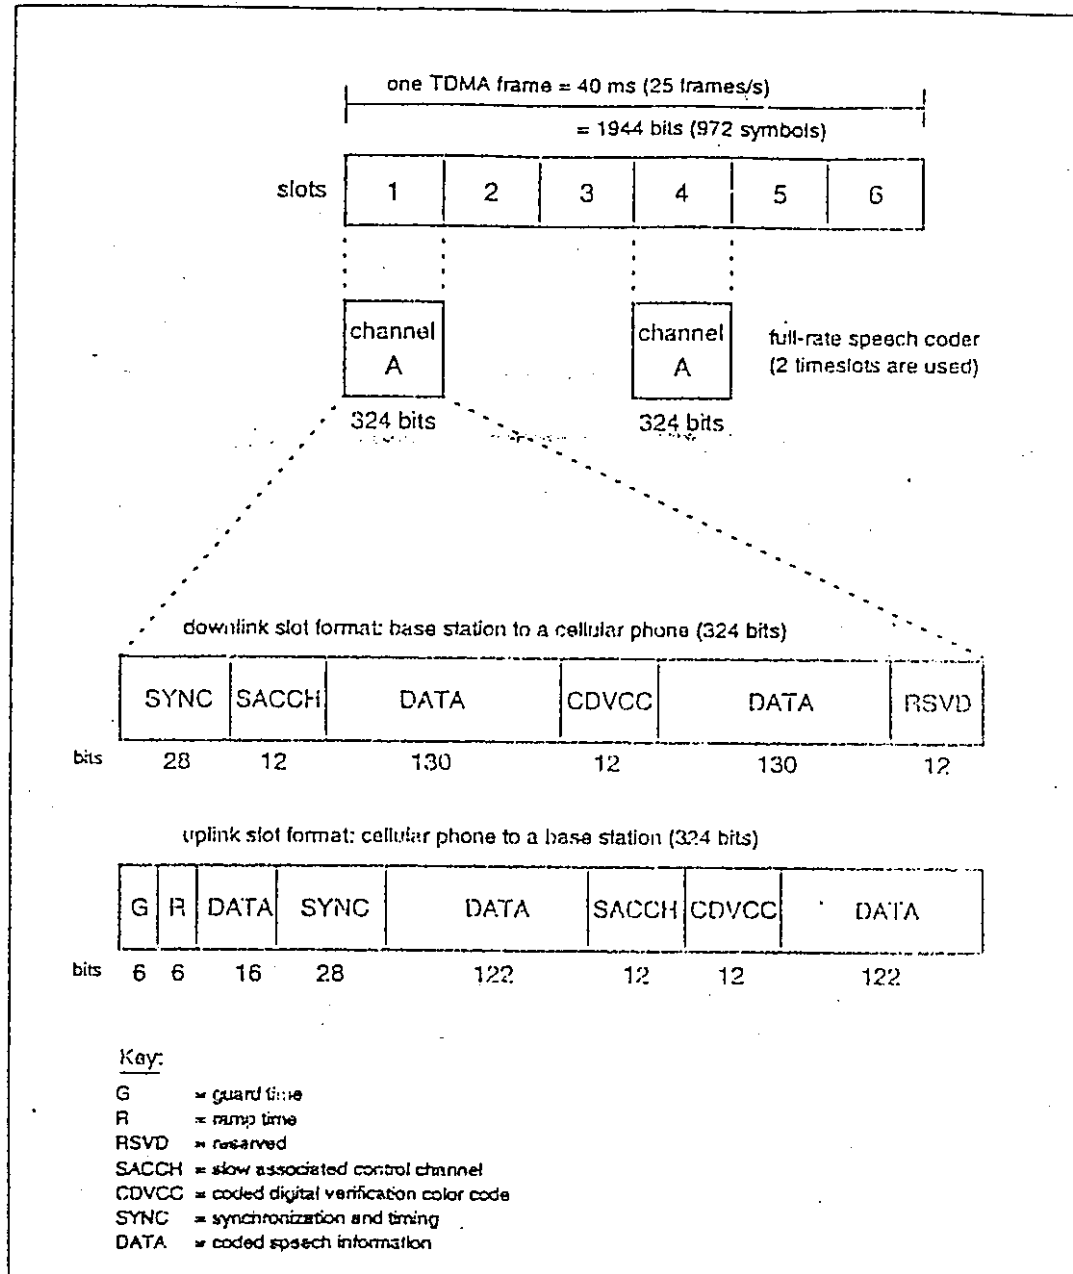 one TDMA frame = 40 ms (25 frames/s)
= 1944 bits (972 symbols)
slots 1 2 3 4 5 6
channel A
channel A
full-rate speech coder
(2 timeslots are used)
324 bits 324 bits
downlink slot format: base station to a cellular phone (324 bits)
SYNC SACCH DATA CDVCC DATA RSVD
bits 28 12 130 12 130 12
uplink slot format: cellular phone to a base station (324 bits)
G R DATA SYNC DATA SACCH CDVCC DATA
bits 6 6 16 28 122 12 12 122
Key:
G = guard time
R = ramp time
RSVD = reserved
SACCH = slow associated control channel
CDVCC = coded digital verification color code
SYNC = synchronization and timing
DATA = coded speech information